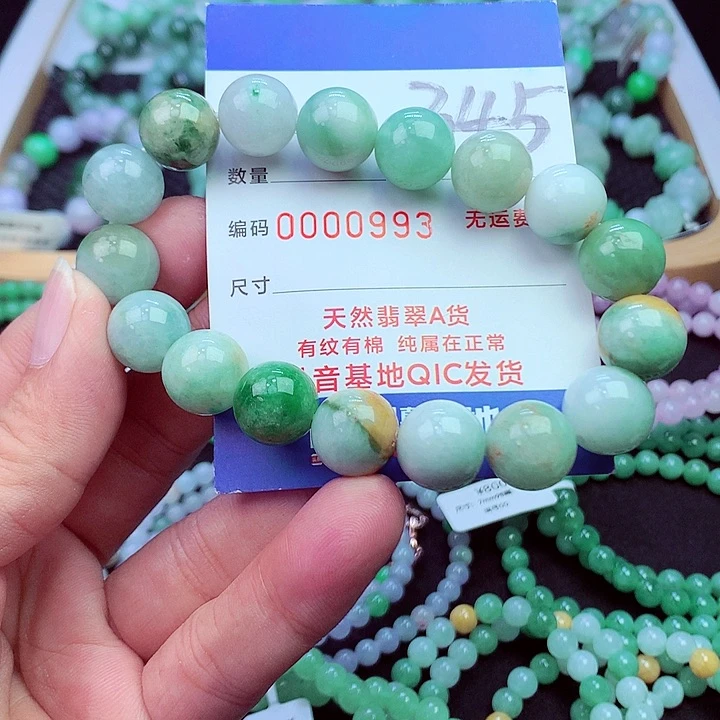 345
数量
编码 0000993 无运费
尺寸
天然翡翠A货
有纹有棉 纯属在正常
音基地QIC发货
¥800